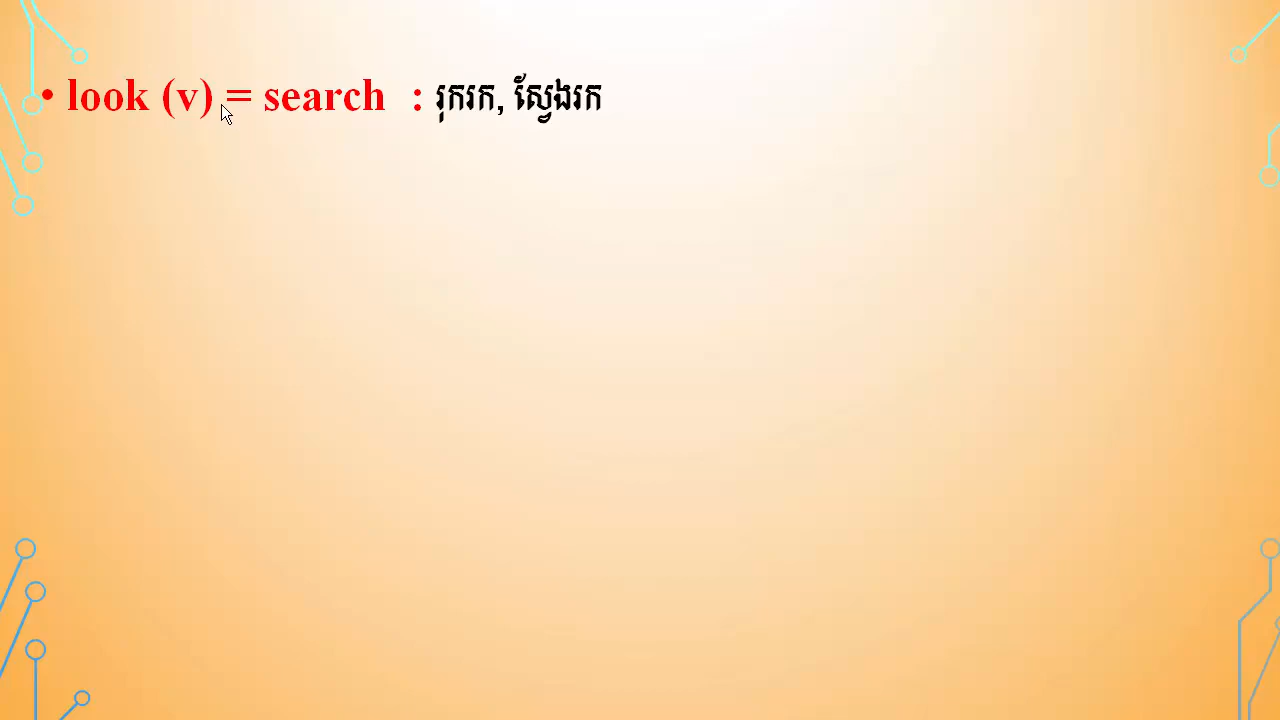 • look (v) = search : រុករក, ស្វែងរក